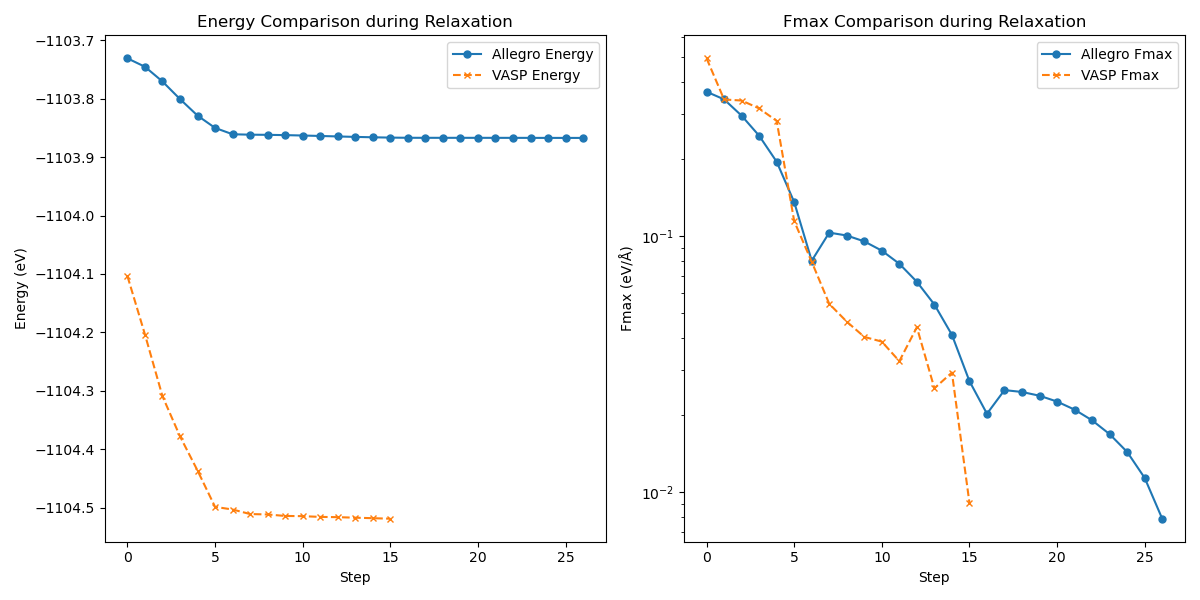 Energy Comparison during Relaxation
−1103.7
−1103.8
−1103.9
−1104.0
−1104.1
−1104.2
−1104.3
−1104.4
−1104.5
Energy (eV)
Allegro Energy
VASP Energy
0 5 10 15 20 25
Step
Fmax Comparison during Relaxation
10⁻¹
10⁻²
Fmax (eV/Å)
Allegro Fmax
VASP Fmax
0 5 10 15 20 25
Step